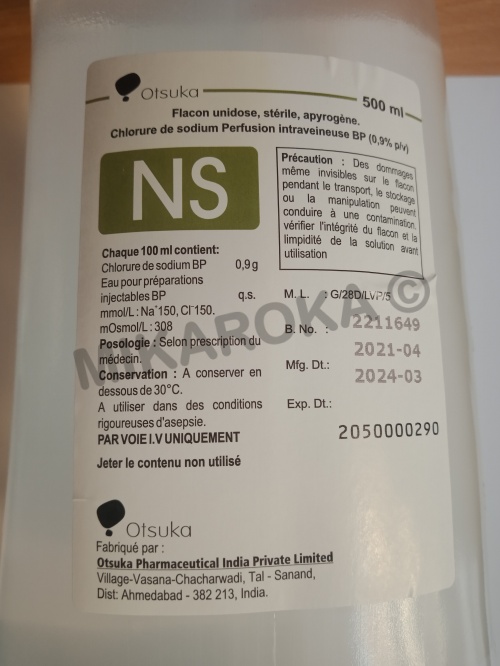 Otsuka
500 ml
Flacon unidose, stérile, apyrogène.
Chlorure de sodium Perfusion intraveineuse BP (0,9% p/v)
NS
Précaution : Des dommages
même invisibles sur le flacon
pendant le transport, le stockage
ou la manipulation peuvent
conduire à une contamination,
vérifier l'intégrité du flacon et la
limpidité de la solution avant
utilisation
Chaque 100 ml contient:
Chlorure de sodium BP 0,9 g
Eau pour préparations
injectables BP q.s.
mmol/L : Na⁺150, Cl⁻150.
mOsmol/L : 308
Posologie : Selon prescription du
médecin.
Conservation : A conserver en
dessous de 30°C.
A utiliser dans des conditions
rigoureuses d'asepsie.
PAR VOIE I.V UNIQUEMENT
Jeter le contenu non utilisé
M. L. : G/28D/LVP/5
B. No. : 2211649
2021-04
Mfg. Dt.: 2024-03
Exp. Dt.:
2050000290
MIKAROKA ©
Otsuka
Fabriqué par :
Otsuka Pharmaceutical India Private Limited
Village-Vasana-Chacharwadi, Tal - Sanand,
Dist: Ahmedabad - 382 213, India.